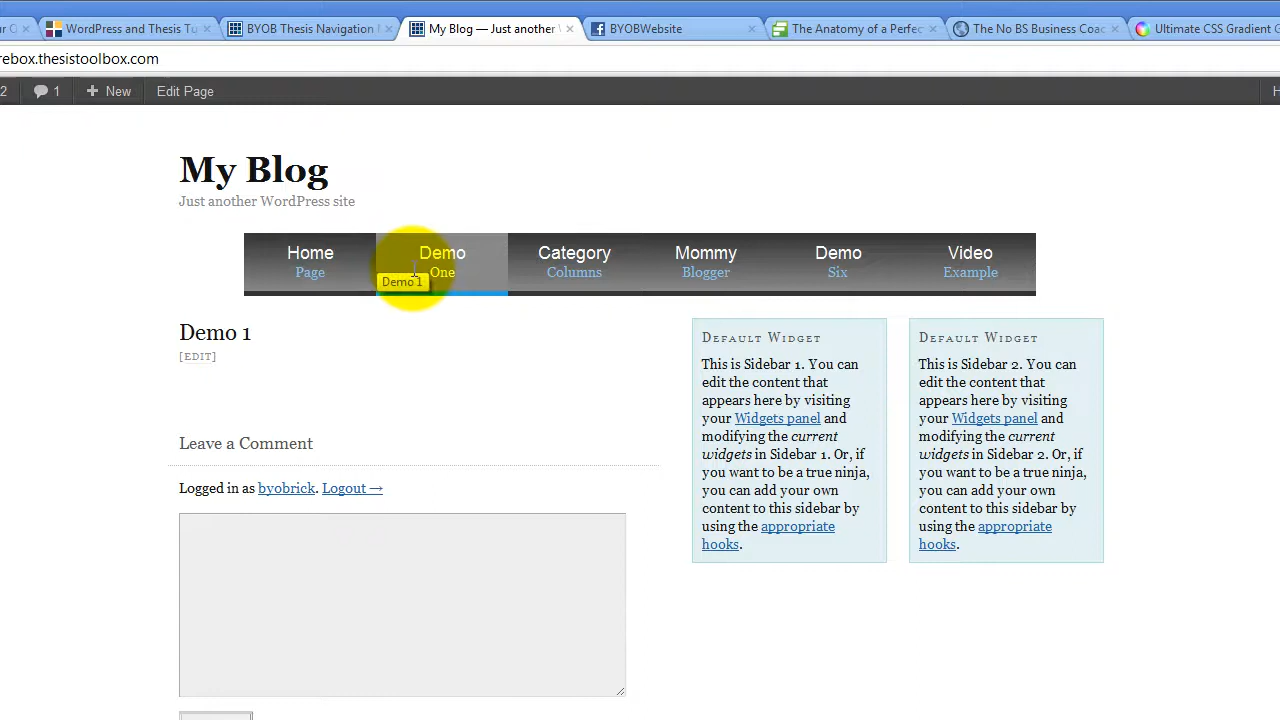 WordPress and Thesis Tu
BYOB Thesis Navigation
My Blog — Just another
BYOBWebsite
The Anatomy of a Perfec
The No BS Business Coac
Ultimate CSS Gradient G
rebox.thesistoolbox.com
2
1
New
Edit Page
H
My Blog
Just another WordPress site
Home
Page
Demo
One
Category
Columns
Mommy
Blogger
Demo
Six
Video
Example
Demo 1
Demo 1
[EDIT]
Leave a Comment
Logged in as byobrick. Logout →
Default Widget
This is Sidebar 1. You can
edit the content that
appears here by visiting
your Widgets panel and
modifying the current
widgets in Sidebar 1. Or, if
you want to be a true ninja,
you can add your own
content to this sidebar by
using the appropriate
hooks.
Default Widget
This is Sidebar 2. You can
edit the content that
appears here by visiting
your Widgets panel and
modifying the current
widgets in Sidebar 2. Or, if
you want to be a true ninja,
you can add your own
content to this sidebar by
using the appropriate
hooks.